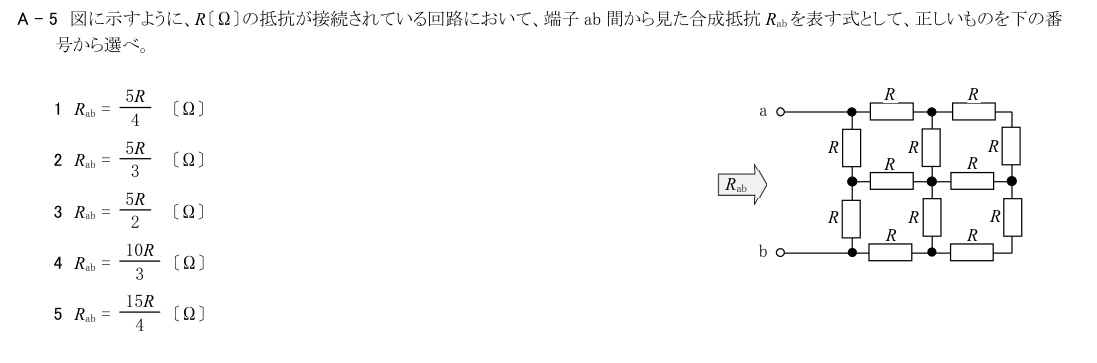 A－5 図に示すように、R〔Ω〕の抵抗が接続されている回路において、端子 ab 間から見た合成抵抗 Rabを表す式として、正しいものを下の番
号から選べ。
1 Rab = 5R/4 〔Ω〕
2 Rab = 5R/3 〔Ω〕
3 Rab = 5R/2 〔Ω〕
4 Rab = 10R/3 〔Ω〕
5 Rab = 15R/4 〔Ω〕
R R
a
R R R
R R
Rab
R R R
R R
b